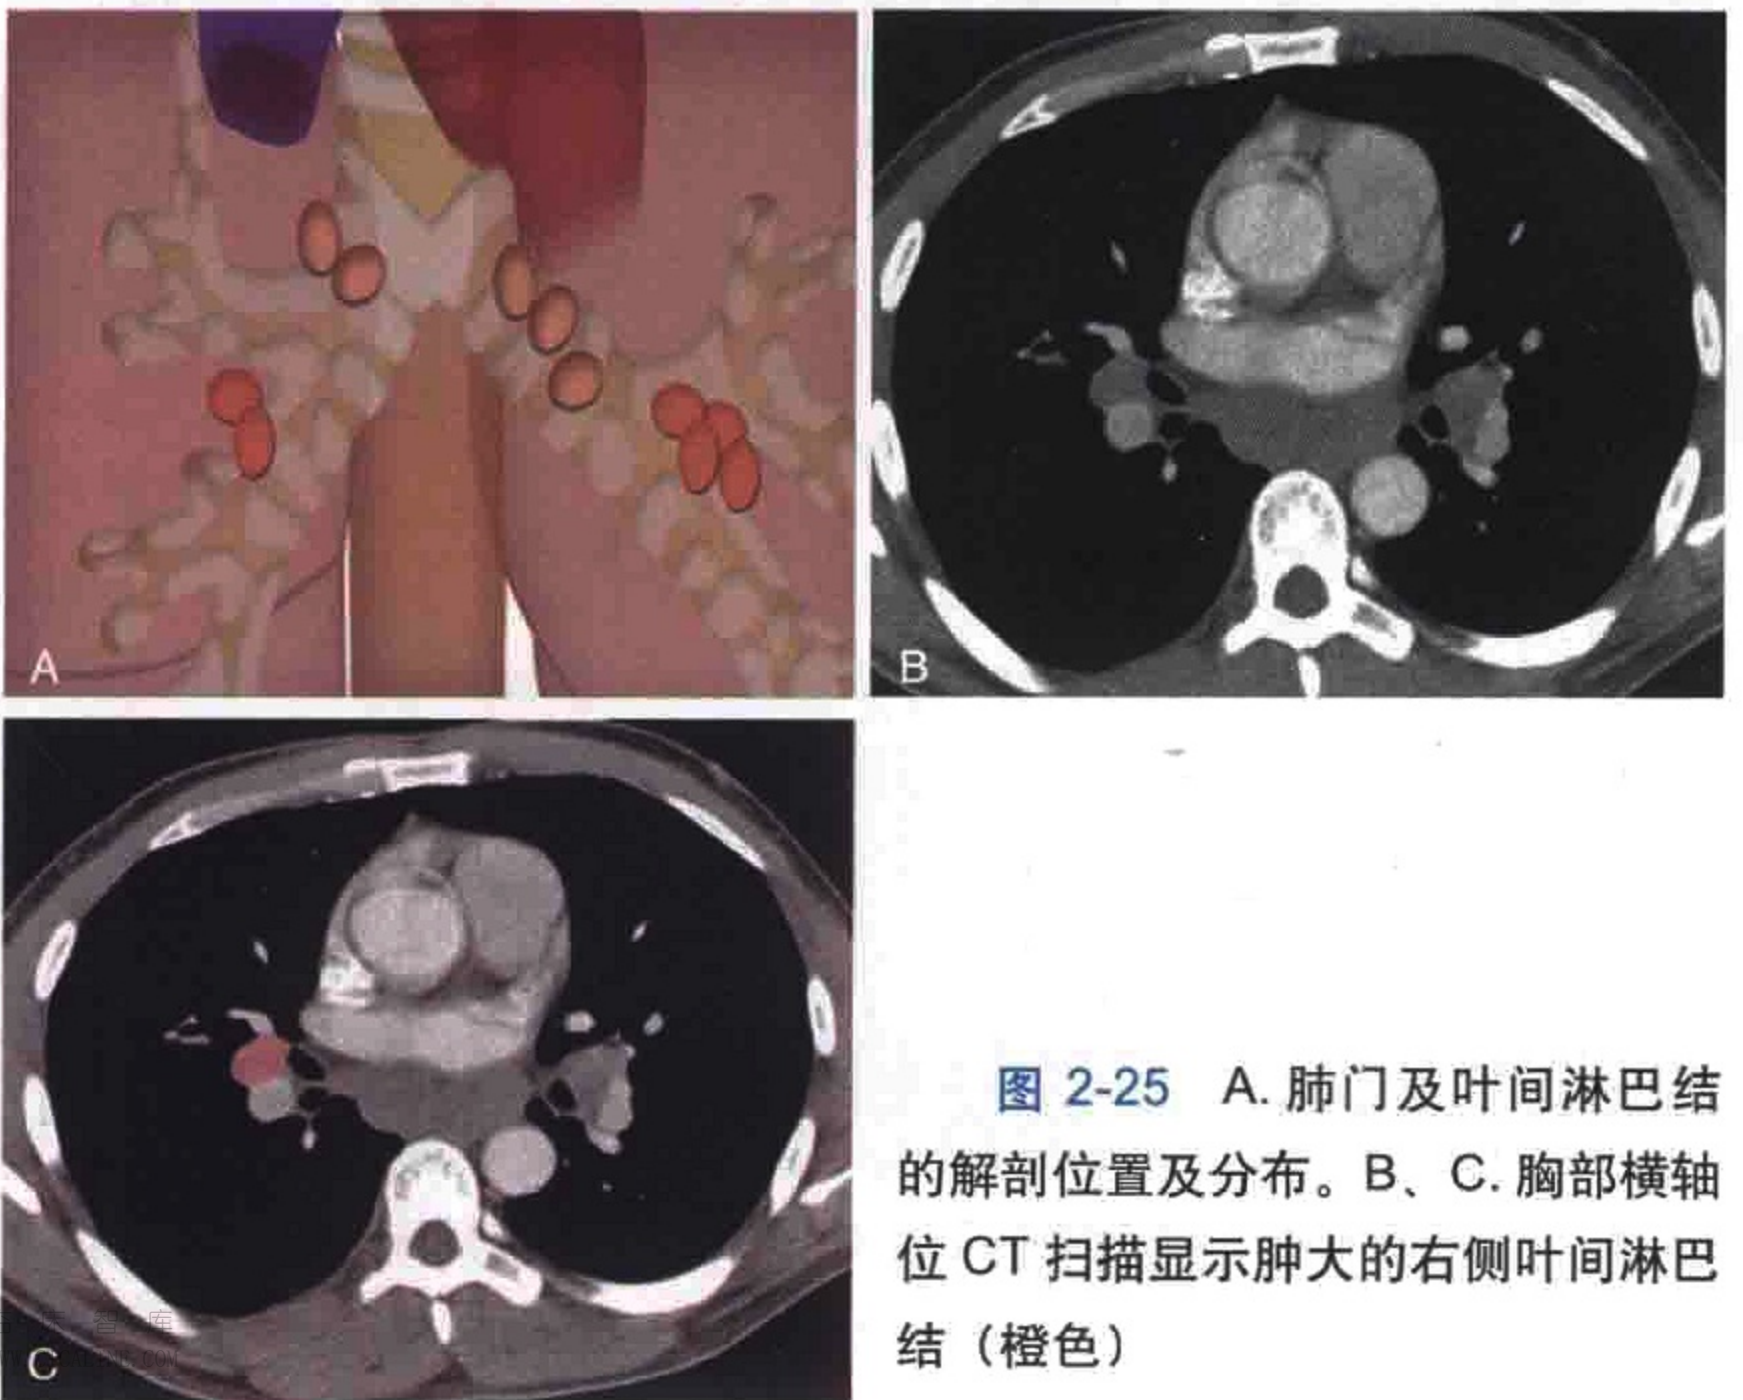 A
B
C
图 2-25 A. 肺门及叶间淋巴结
的解剖位置及分布。B、C. 胸部横轴
位 CT 扫描显示肿大的右侧叶间淋巴
结（橙色）